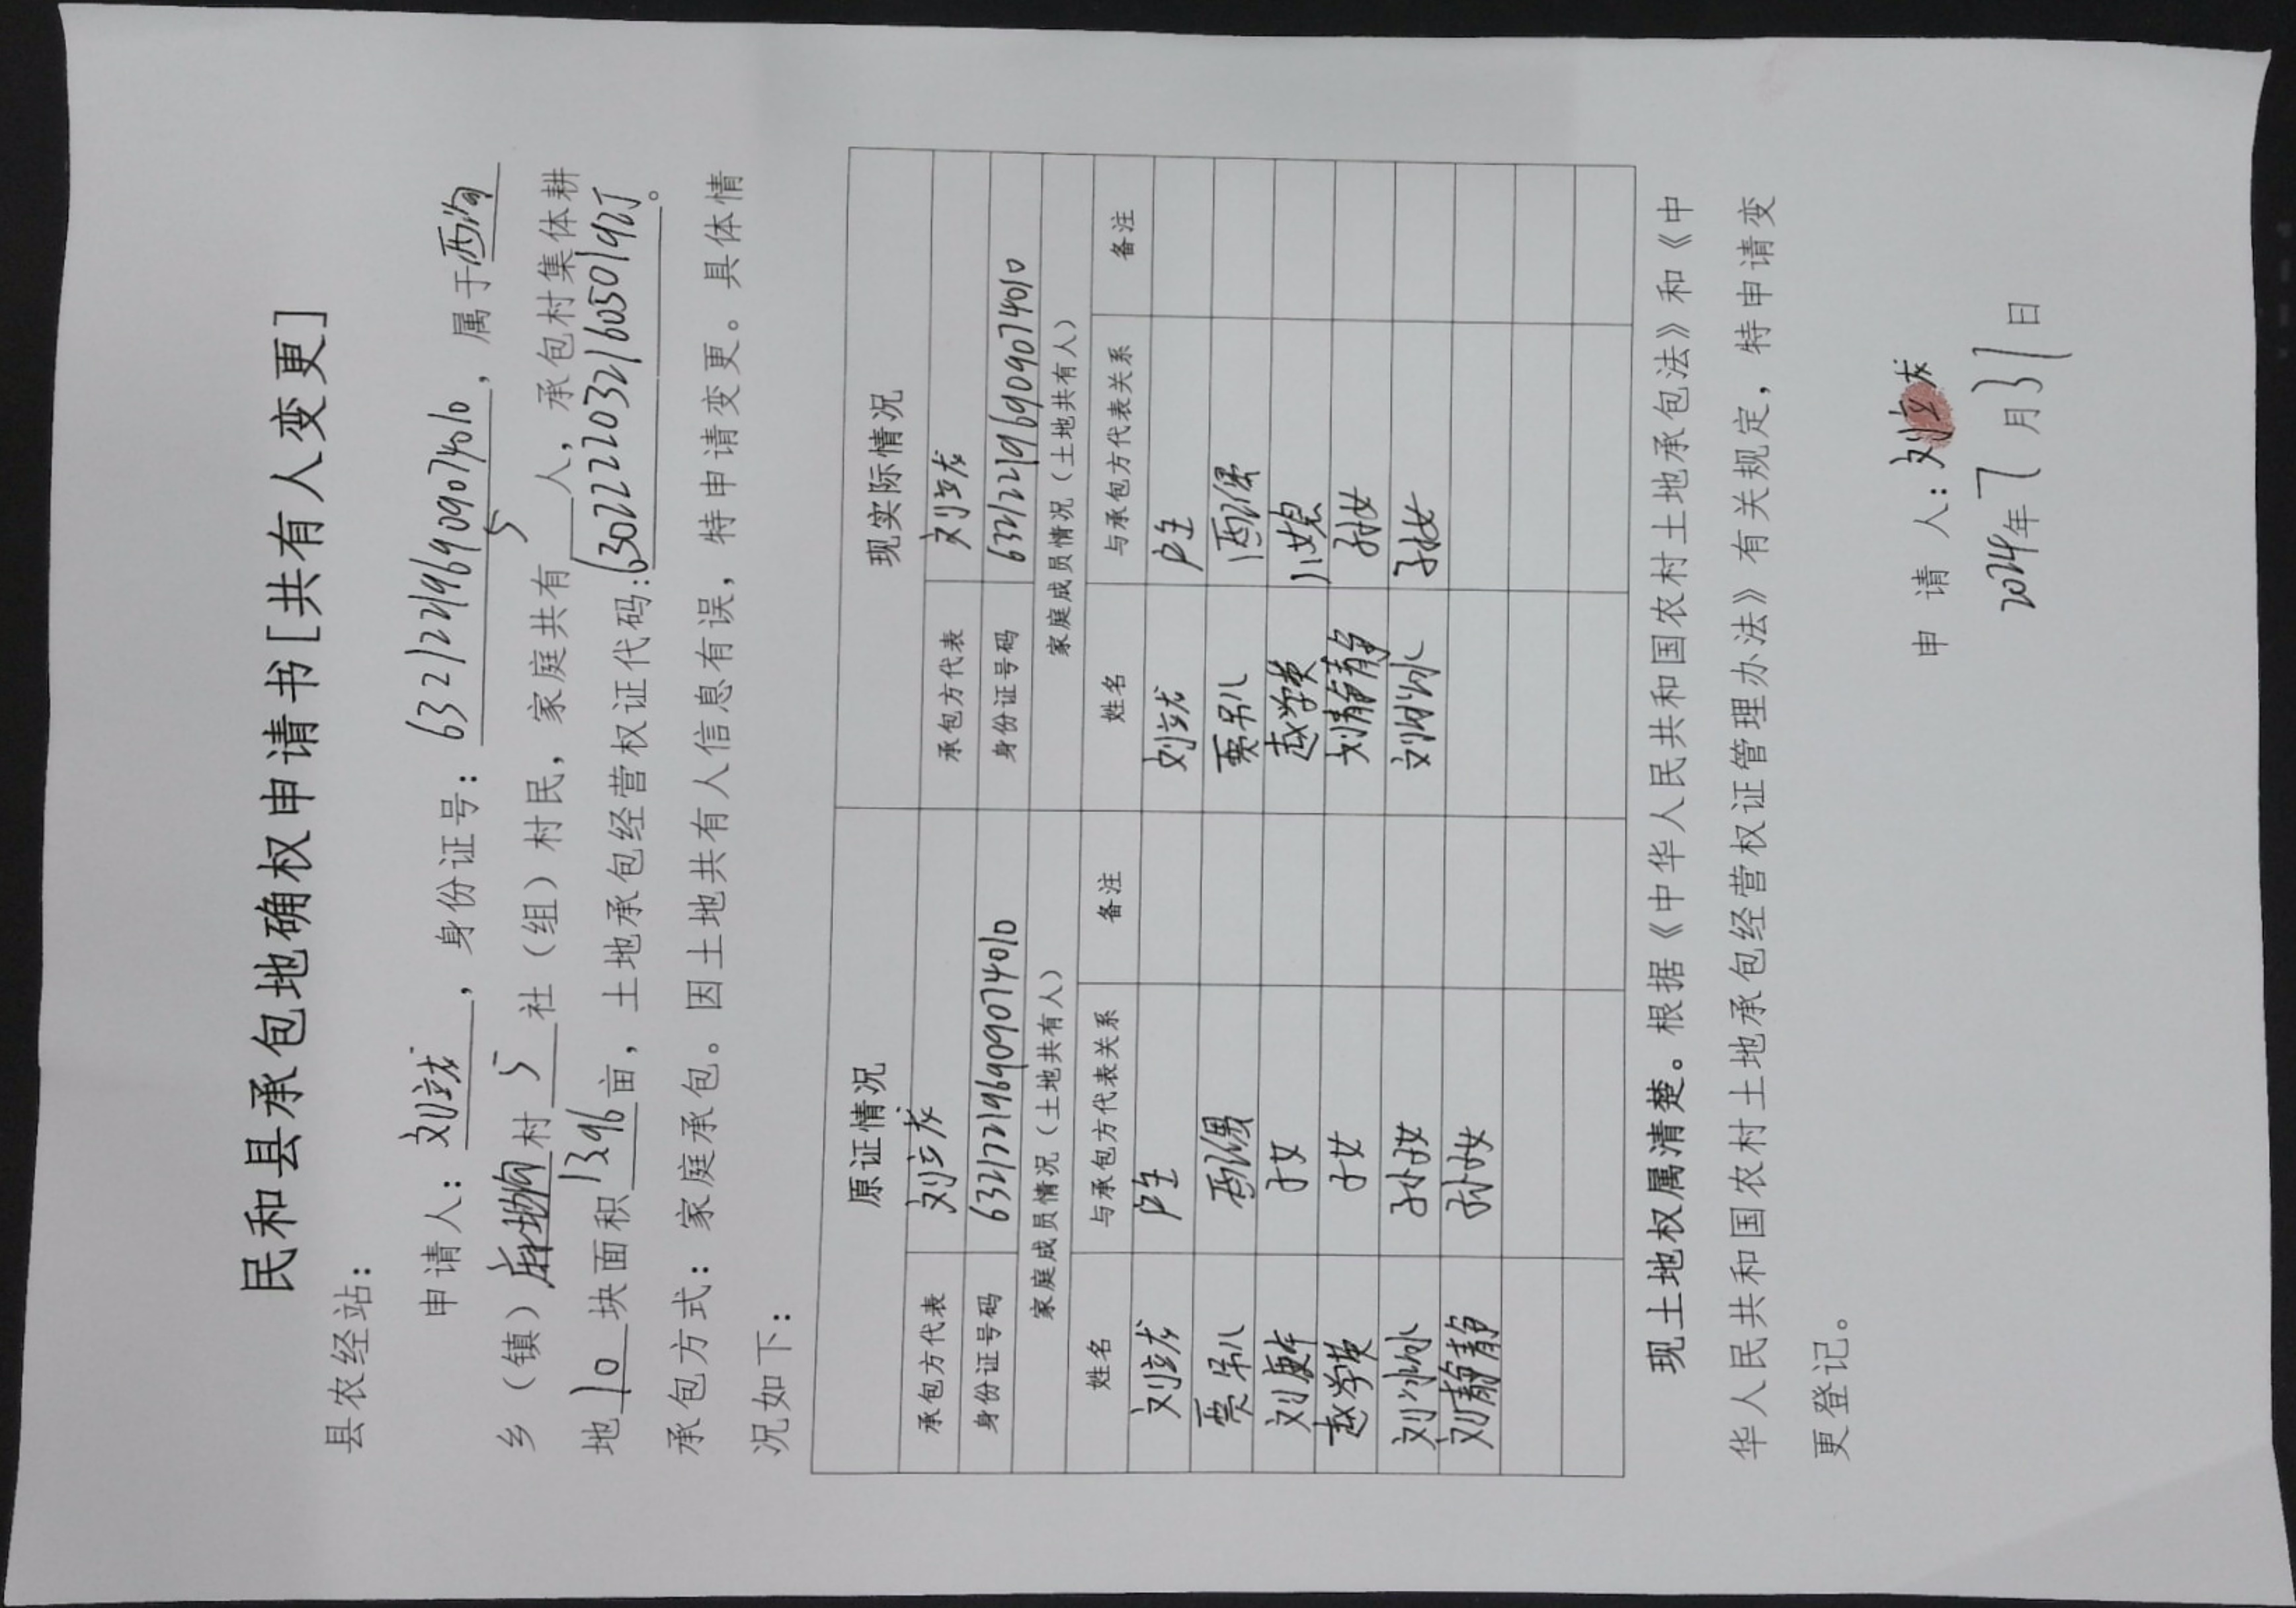 民和县承包地确权申请书[共有人变更]
县农经站：
申请人：刘立龙，身份证号：632122196909074010，属于西沟
乡（镇）麻地沟村5社（组）村民，家庭共有5人，承包村集体耕
地10块面积13.96亩，土地承包经营权证代码：630222203216050192J。
承包方式：家庭承包。因土地共有人信息有误，特申请变更。具体情
况如下：
原证情况 现实际情况
承包方代表 刘立龙 承包方代表 刘立龙
身份证号码 632122196909074010 身份证号码 632122196909074010
家庭成员情况（土地共有人） 家庭成员情况（土地共有人）
姓名 与承包方代表关系 备注 姓名 与承包方代表关系 备注
刘立龙 户主 刘立龙 户主
贾吊儿 配偶 贾吊儿 配偶
刘 子女 赵学英 儿媳
赵学英 子女 刘静静 孙女
刘冰冰 孙子女 刘冰冰 孙女
刘静静 孙子女
现土地权属清楚。根据《中华人民共和国农村土地承包法》和《中
华人民共和国农村土地承包经营权证管理办法》有关规定，特申请变
更登记。
申 请 人：刘立龙
2024年7月31日